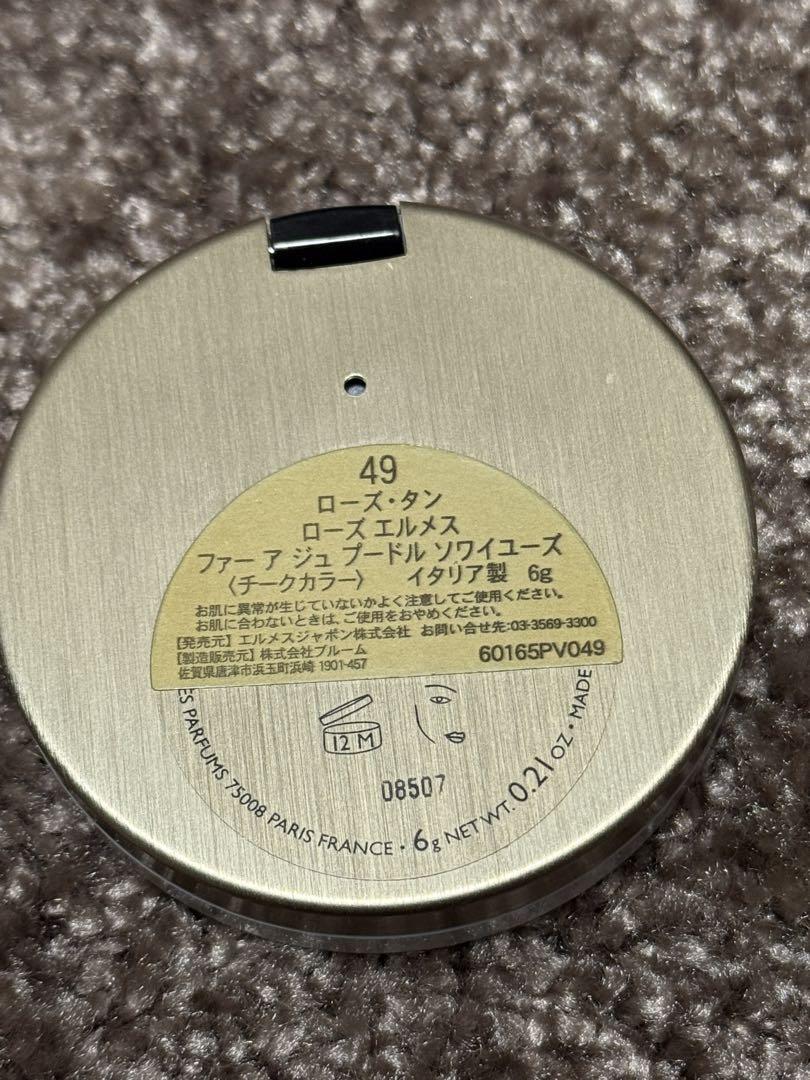 49
ローズ・タン
ローズ エルメス
ファー ア ジュ プードル ソワイユーズ
〈チークカラー〉 イタリア製 6g
お肌に異常が生じていないかよく注意してご使用ください。
お肌に合わないときは、ご使用をおやめください。
【発売元】エルメスジャポン株式会社 お問い合せ先:03-3569-3300
【製造販売元】株式会社ブルーム
佐賀県唐津市浜玉町浜崎 1901-457
60165PV049
12 M
08507
ES PARFUMS 75008 PARIS FRANCE · 6g NET WT. 0.21 OZ · MADE